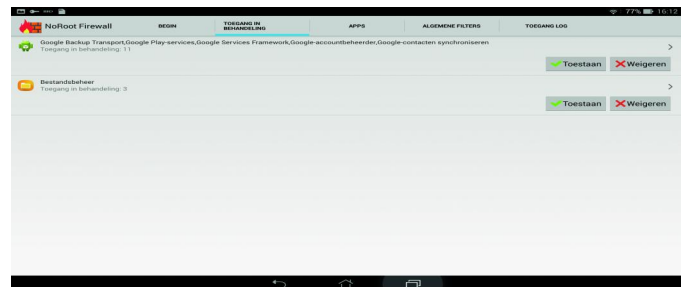 77% 16:12
NoRoot Firewall BEGIN TOEGANG IN BEHANDELING APPS ALGEMENE FILTERS TOEGANG LOG
Google Backup Transport,Google Play-services,Google Services Framework,Google-accountbeheerder,Google-contacten synchroniseren
Toegang in behandeling: 11
Toestaan Weigeren
Bestandsbeheer
Toegang in behandeling: 3
Toestaan Weigeren